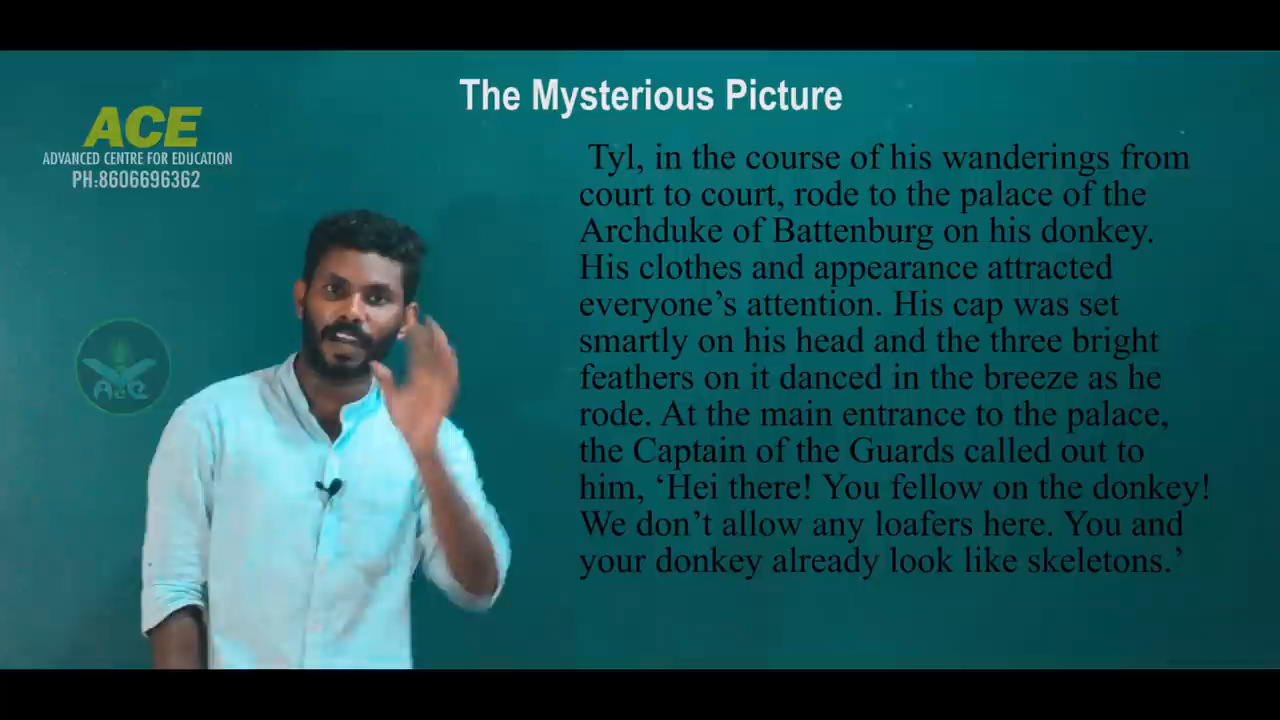 The Mysterious Picture
ACE
ADVANCED CENTRE FOR EDUCATION
PH:8606696362
Tyl, in the course of his wanderings from
court to court, rode to the palace of the
Archduke of Battenburg on his donkey.
His clothes and appearance attracted
everyone’s attention. His cap was set
smartly on his head and the three bright
feathers on it danced in the breeze as he
rode. At the main entrance to the palace,
the Captain of the Guards called out to
him, ‘Hei there! You fellow on the donkey!
We don’t allow any loafers here. You and
your donkey already look like skeletons.’